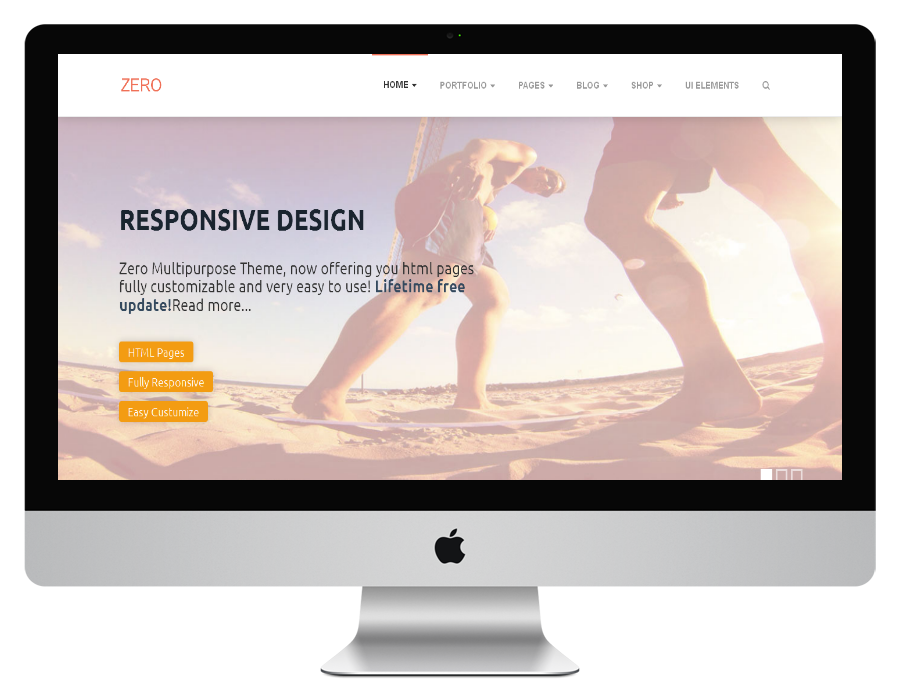 ZERO
HOME PORTFOLIO PAGES BLOG SHOP UI ELEMENTS
RESPONSIVE DESIGN
Zero Multipurpose Theme, now offering you html pages
fully customizable and very easy to use! Lifetime free
update!Read more...
HTML Pages
Fully Responsive
Easy Custumize